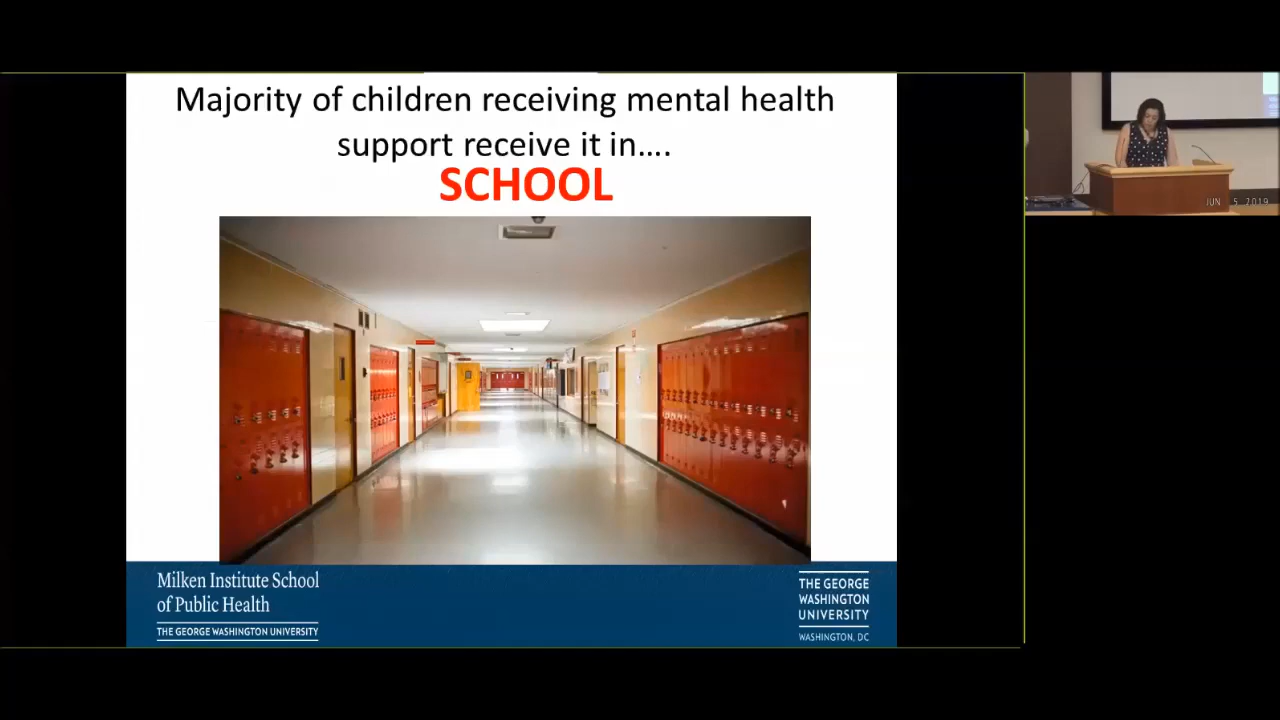 Majority of children receiving mental health
support receive it in....
SCHOOL
Milken Institute School
of Public Health
THE GEORGE WASHINGTON UNIVERSITY
THE GEORGE
WASHINGTON
UNIVERSITY
WASHINGTON, DC
JUN 5 2019